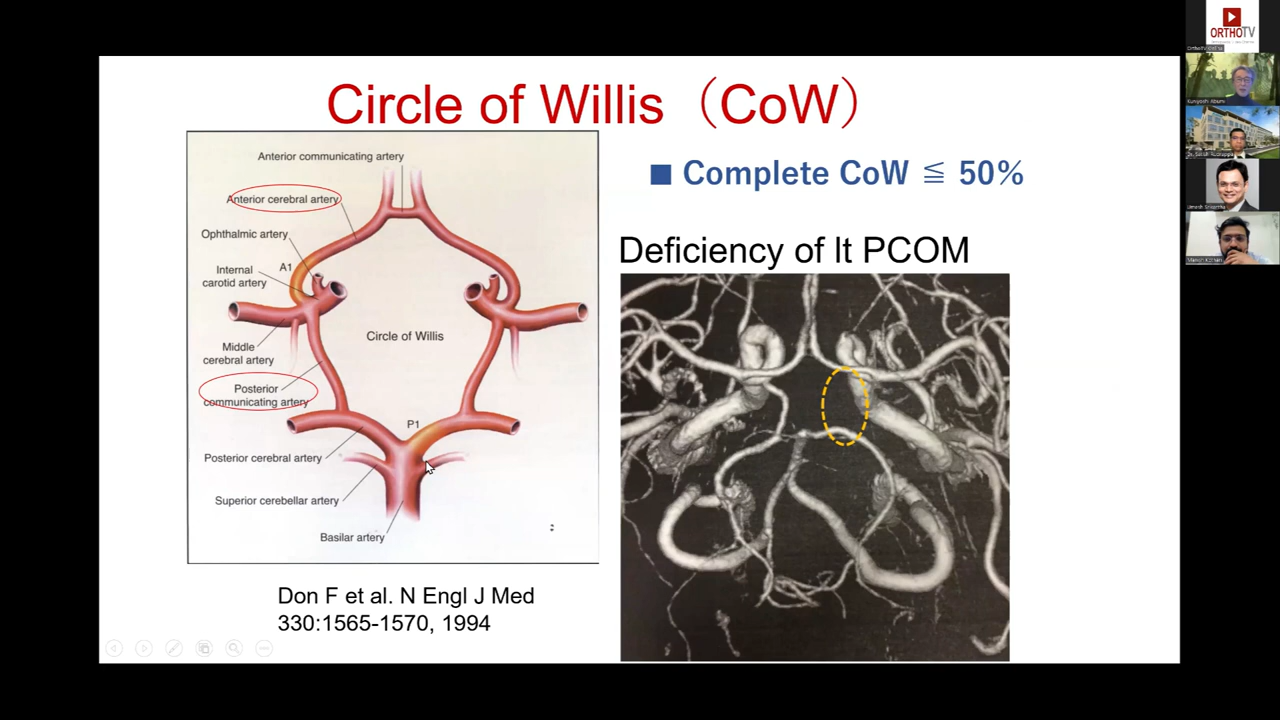 Circle of Willis（CoW）
Anterior communicating artery
Anterior cerebral artery
Ophthalmic artery
A1
Internal
carotid artery
Circle of Willis
Middle
cerebral artery
Posterior
communicating artery
P1
Posterior cerebral artery
Superior cerebellar artery
Basilar artery
Don F et al. N Engl J Med
330:1565-1570, 1994
■ Complete CoW ≦ 50%
Deficiency of lt PCOM
ORTHOTV
Kuniyoshi Abumi